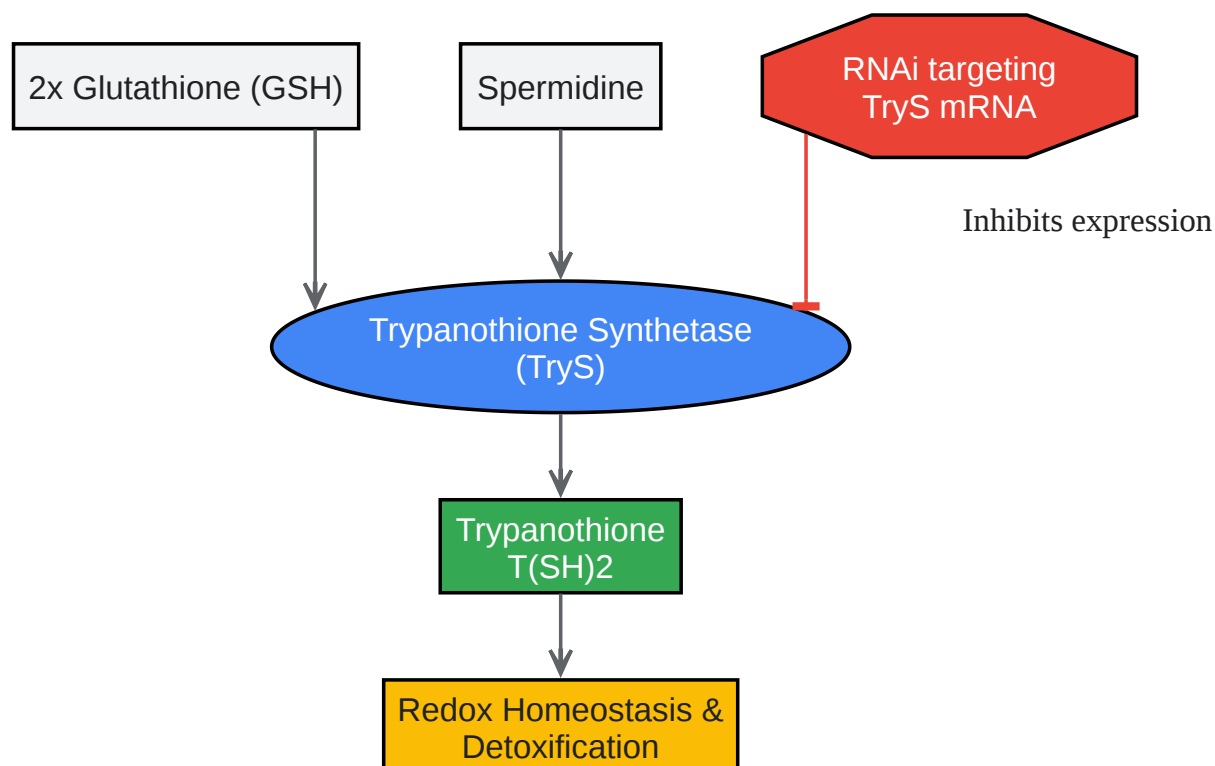 2x Glutathione (GSH)
Spermidine
RNAi targeting
TryS mRNA
Inhibits expression
Trypanothione Synthetase
(TryS)
Trypanothione
T(SH)2
Redox Homeostasis &
Detoxification